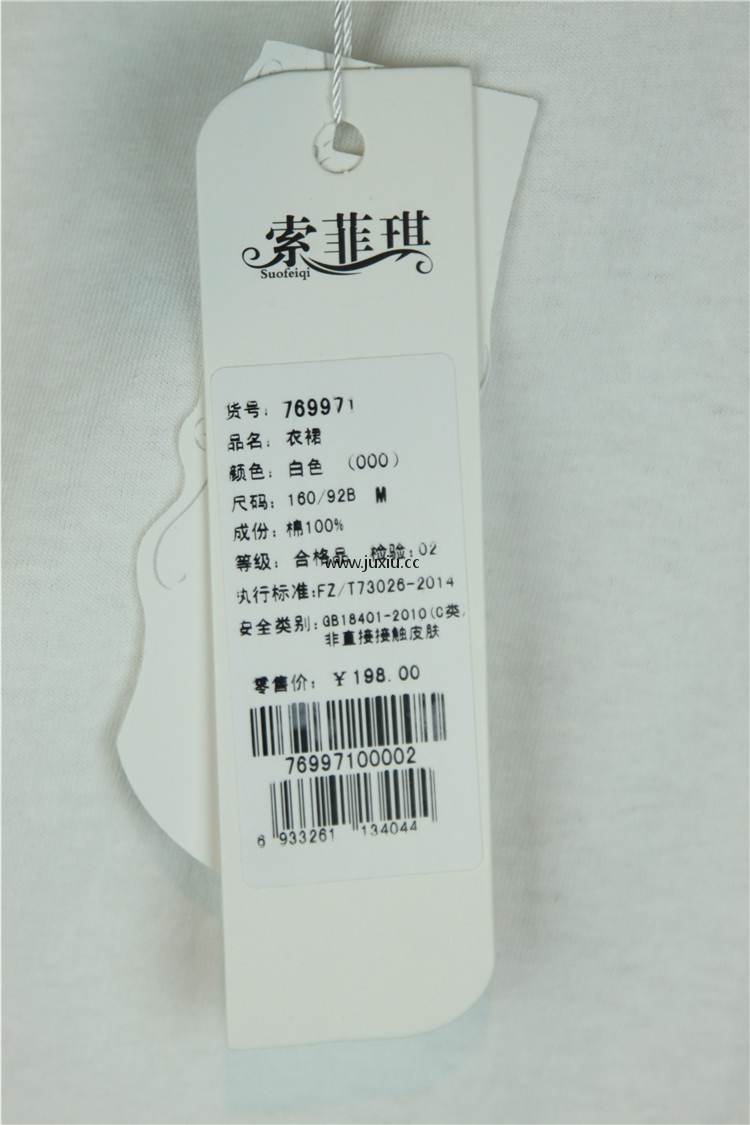 索菲琪
Suofeiqi
货号：769971
品名：衣裙
颜色：白色 （000）
尺码：160/92B M
成份：棉100%
等级：合格品 检验：02
www.juxiu.cc
执行标准：FZ/T73026-2014
安全类别：GB18401-2010(C类)
非直接接触皮肤
零售价：￥198.00
76997100002
6 933261 134044